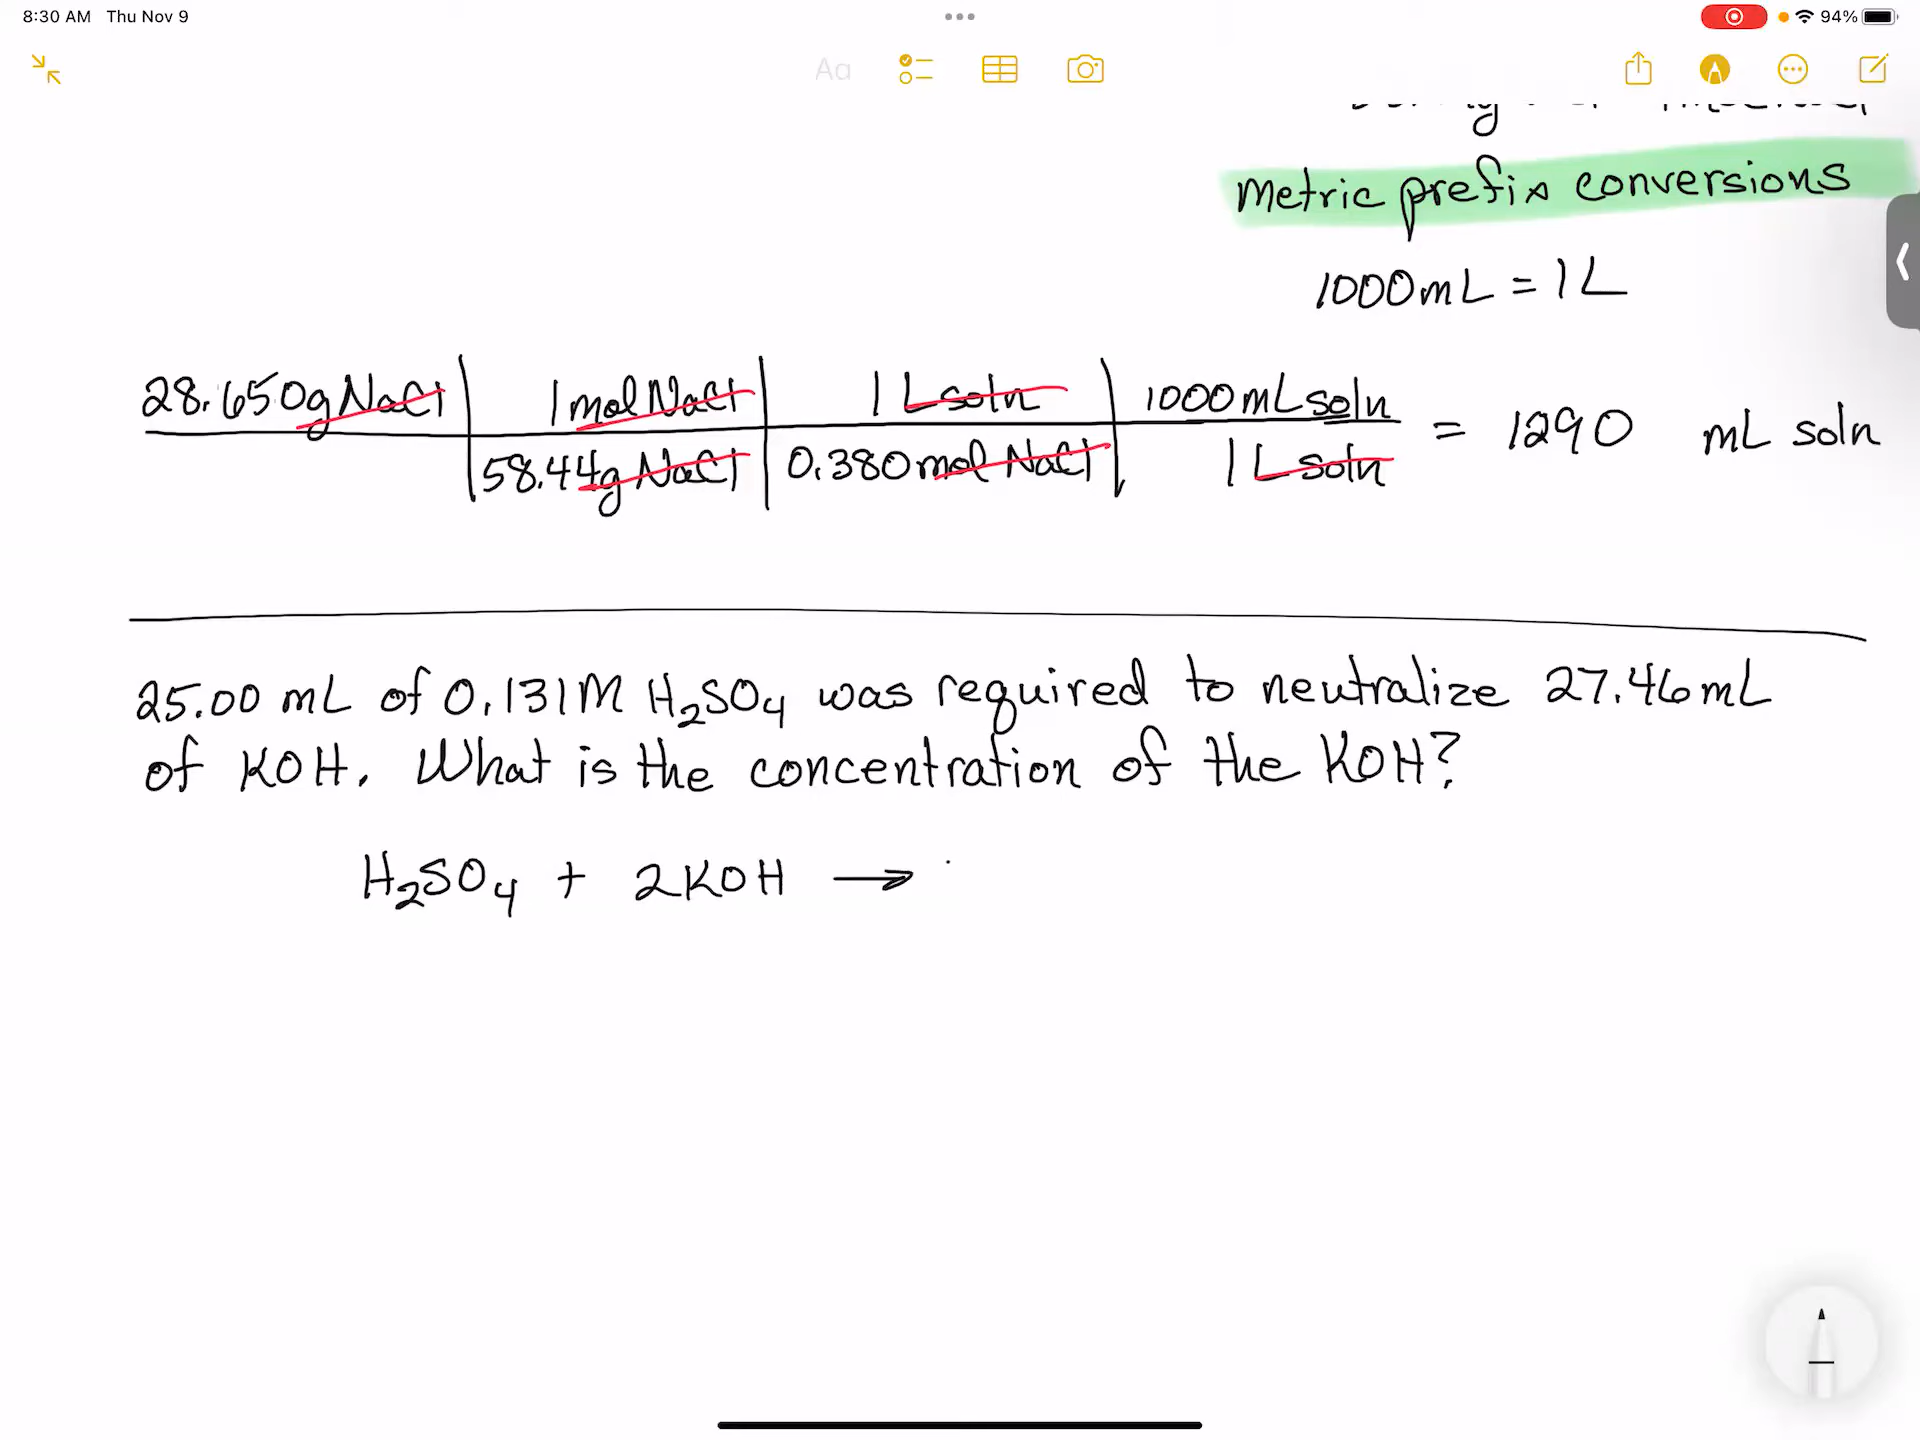 8:30 AM Thu Nov 9
94%
Aa
metric prefix conversions
1000mL = 1L
28.650g NaCl | 1 mol NaCl | 1 L soln | 1000 mL soln
= 1290 mL soln
58.44g NaCl | 0.380 mol NaCl | 1 L soln
25.00 mL of 0.131M H₂SO₄ was required to neutralize 27.46mL
of KOH. What is the concentration of the KOH?
H₂SO₄ + 2KOH →